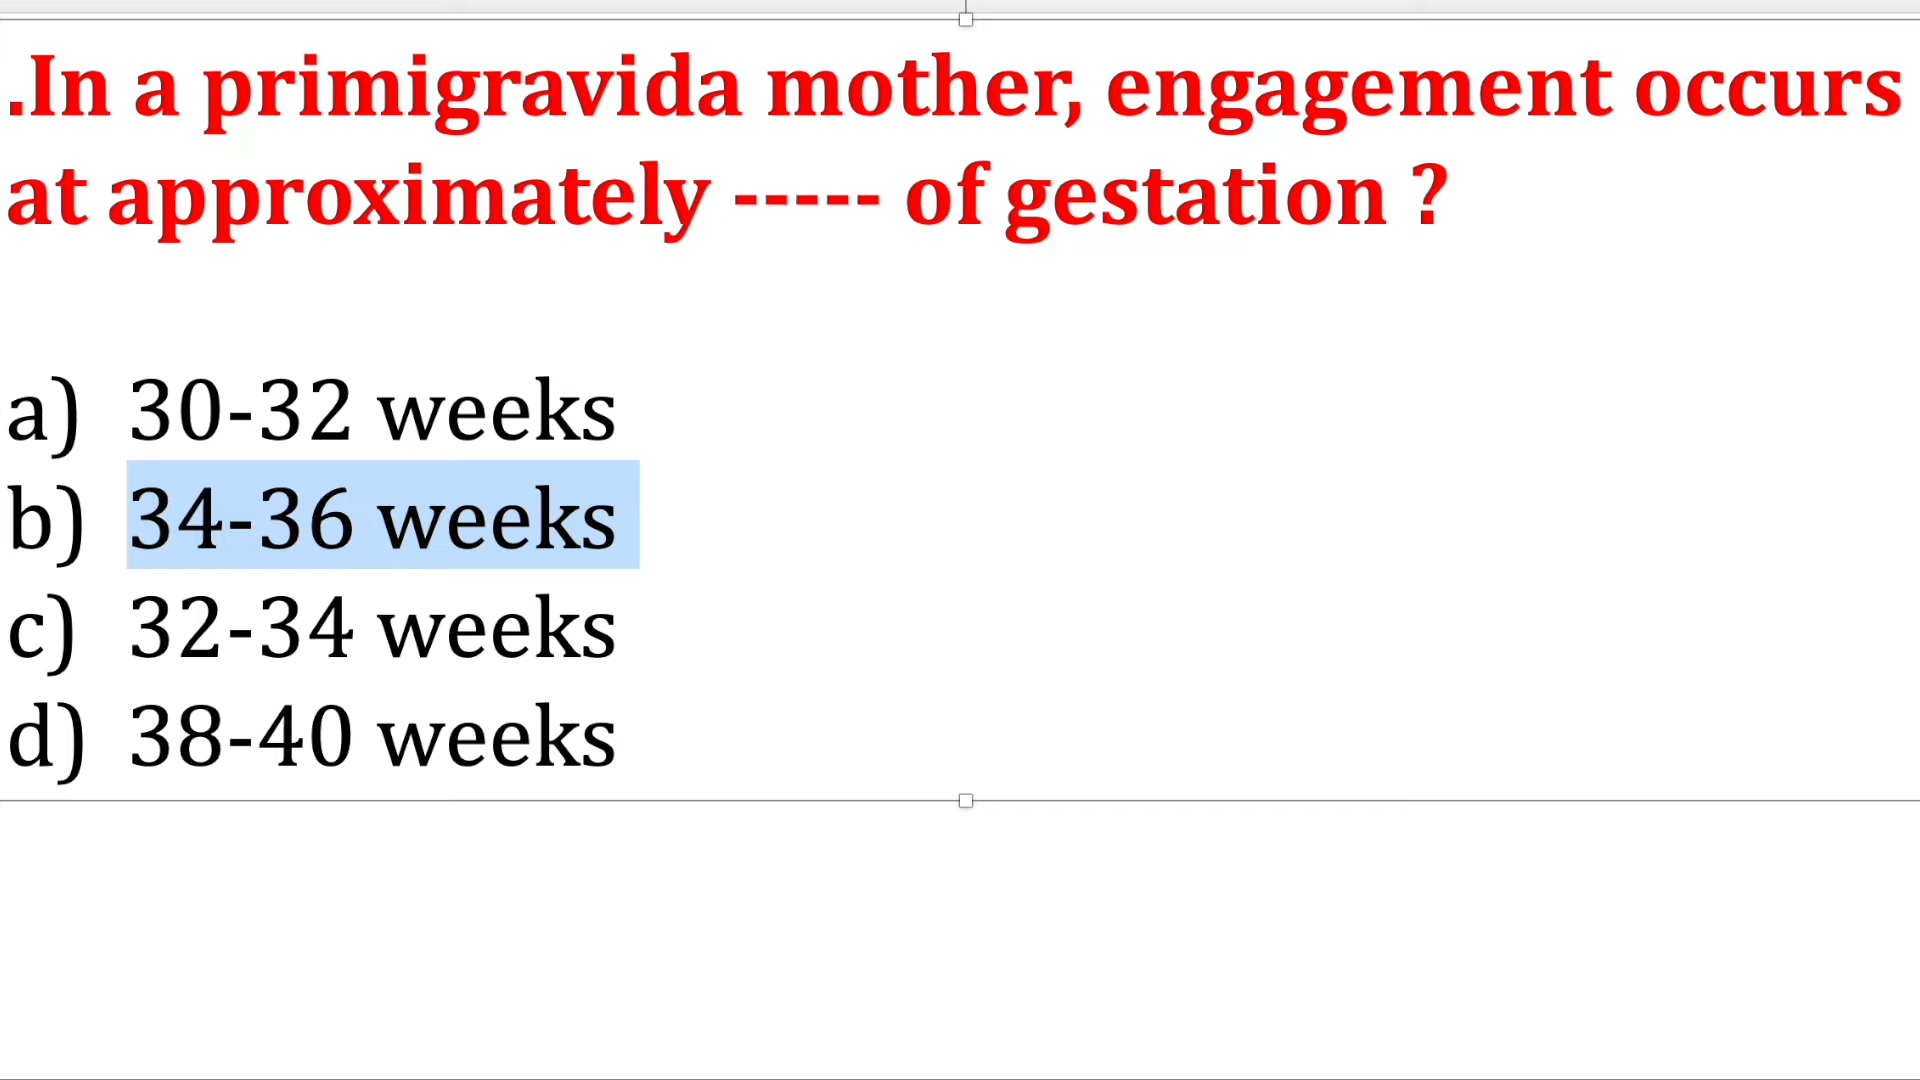 .In a primigravida mother, engagement occurs
at approximately ----- of gestation ?
a) 30-32 weeks
b) 34-36 weeks
c) 32-34 weeks
d) 38-40 weeks